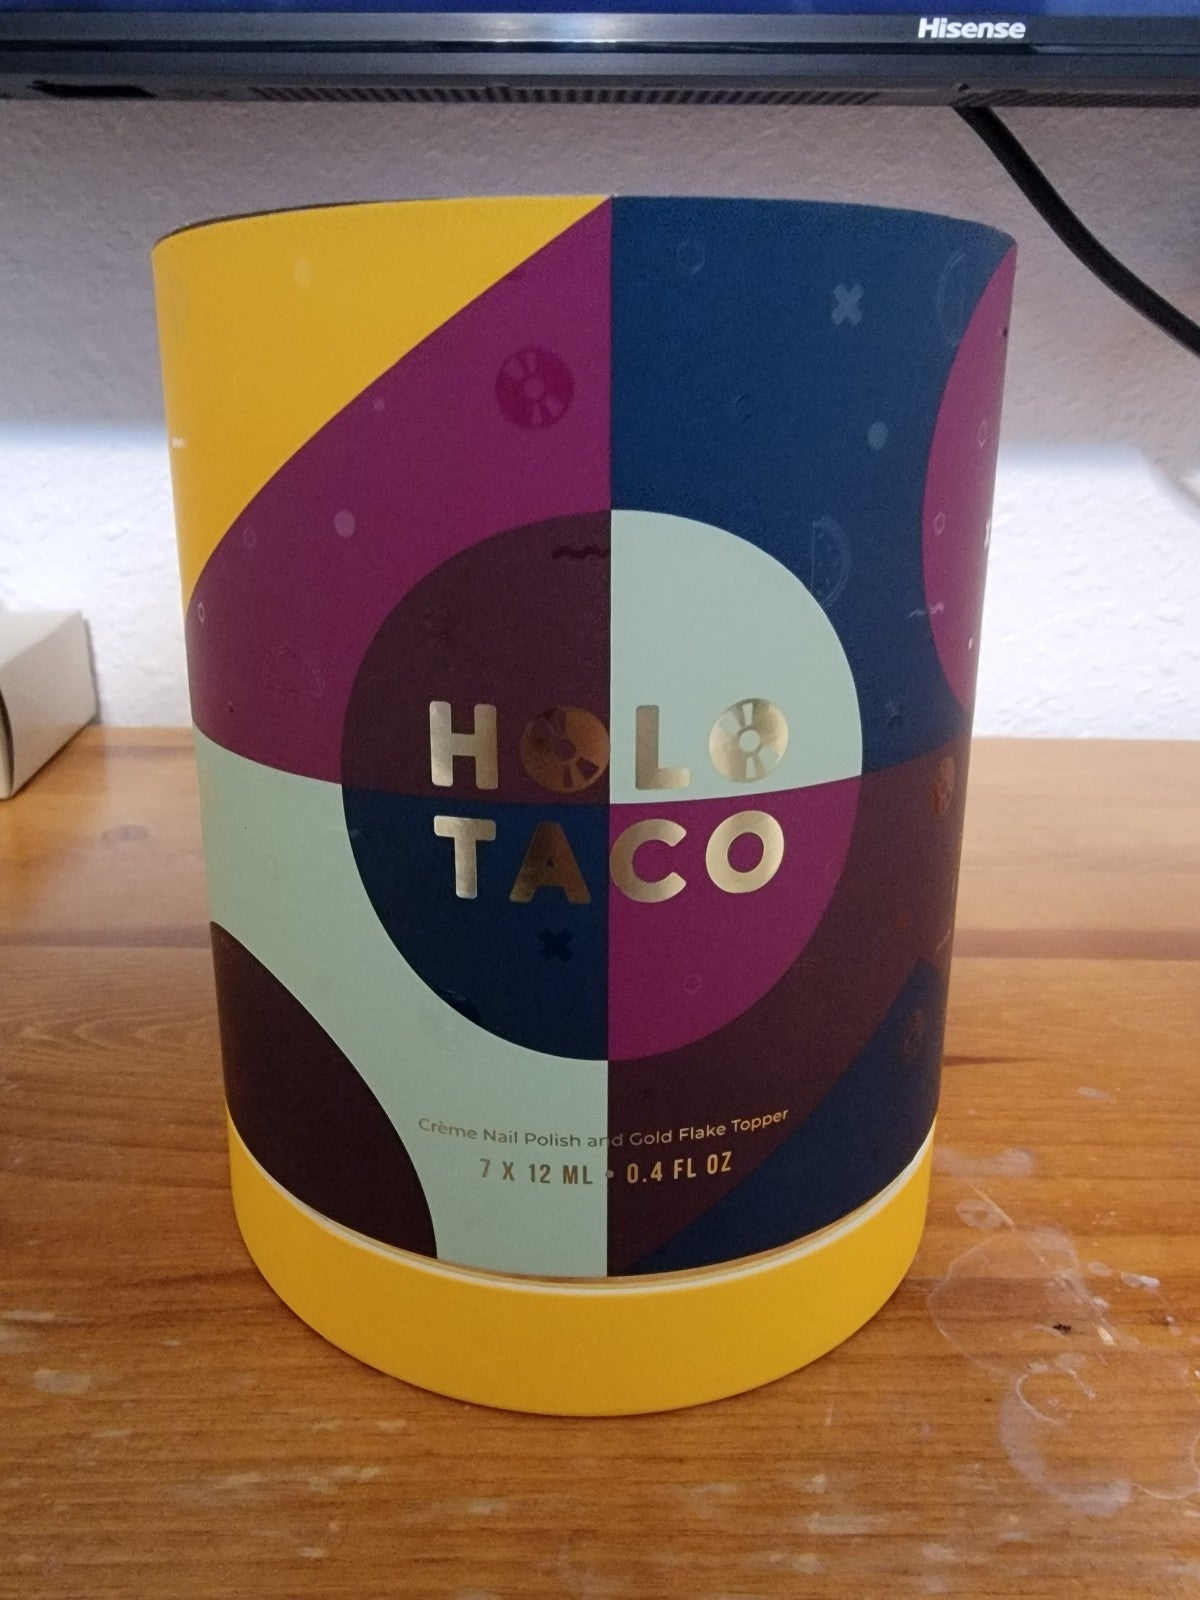 Hisense
HOLO
TACO
Crème Nail Polish and Gold Flake Topper
7 X 12 ML • 0.4 FL OZ